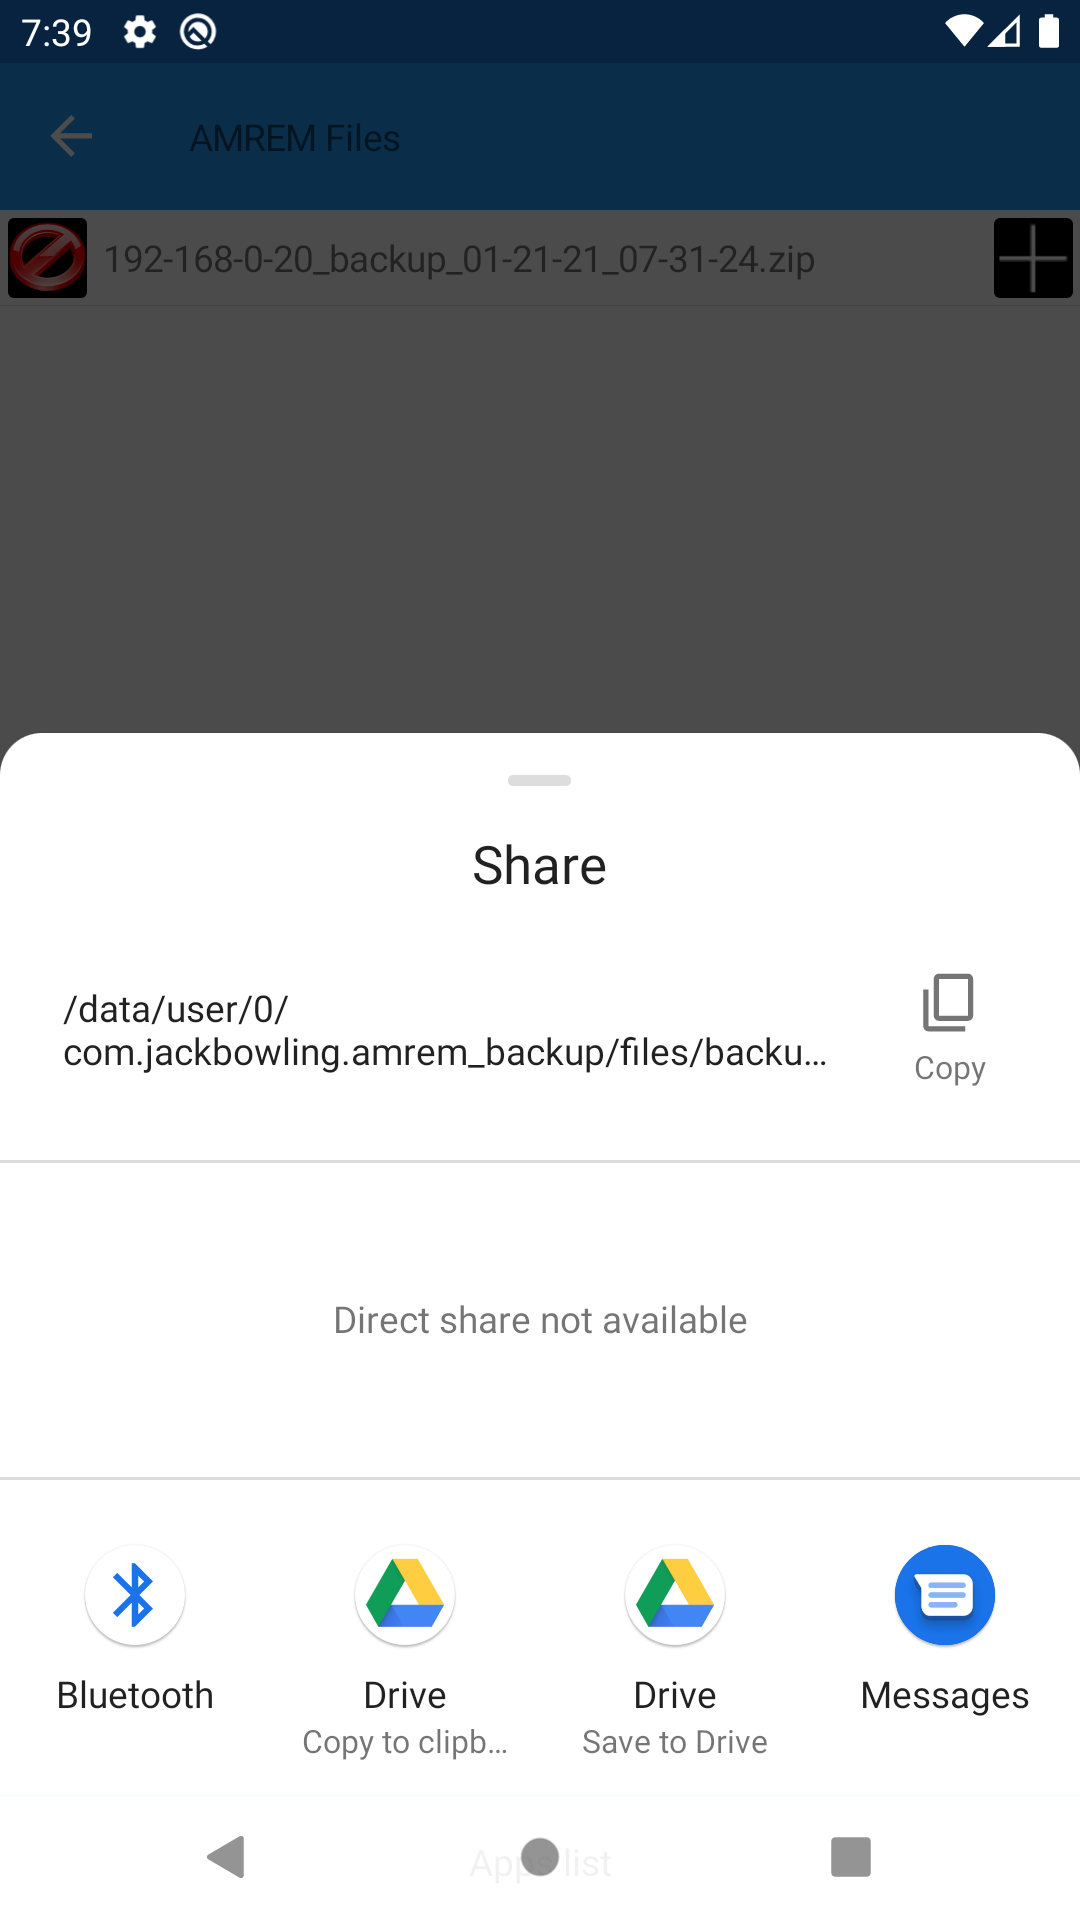 7:39
AMREM Files
192-168-0-20_backup_01-21-21_07-31-24.zip
Share
/data/user/0/
com.jackbowling.amrem_backup/files/backu...
Copy
Direct share not available
Bluetooth
Drive
Drive
Messages
Copy to clipb...
Save to Drive
Apps list